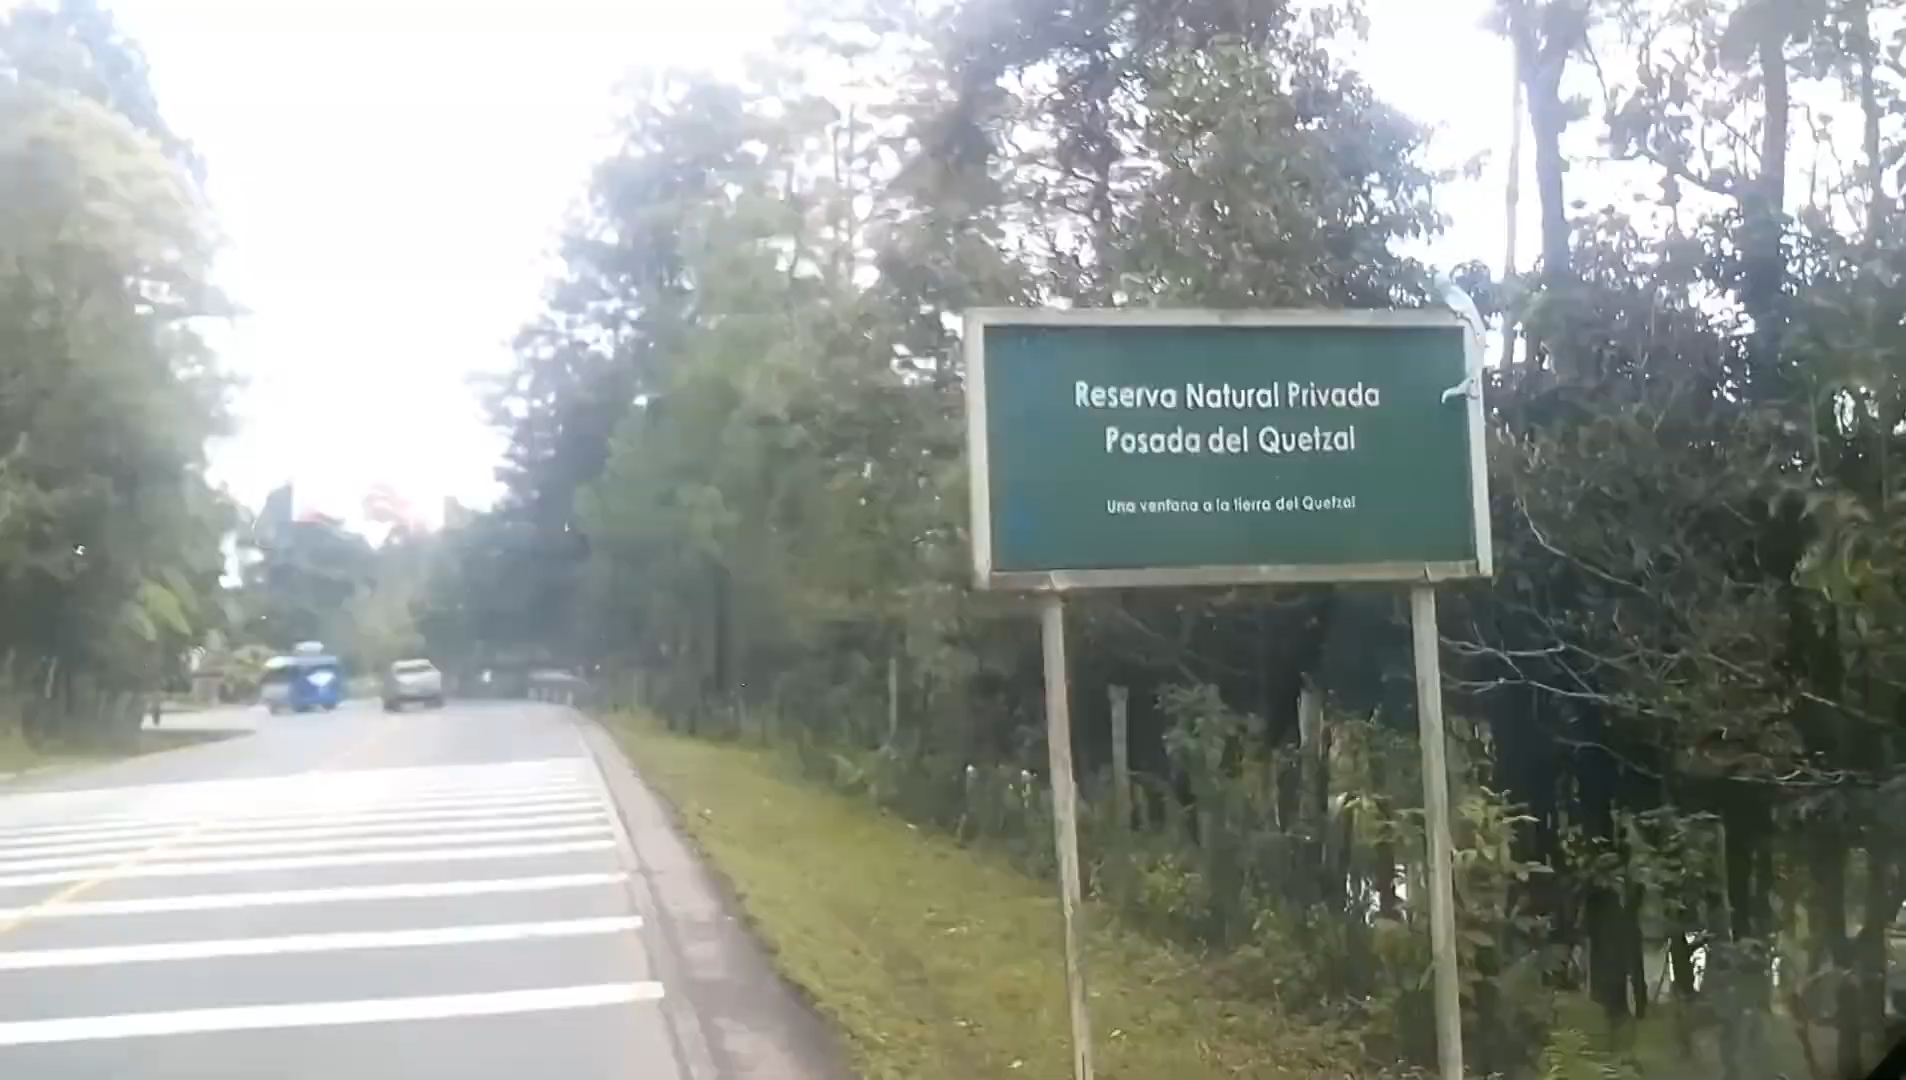 Reserva Natural Privada
Posada del Quetzal
Una ventana a la tierra del Quetzal